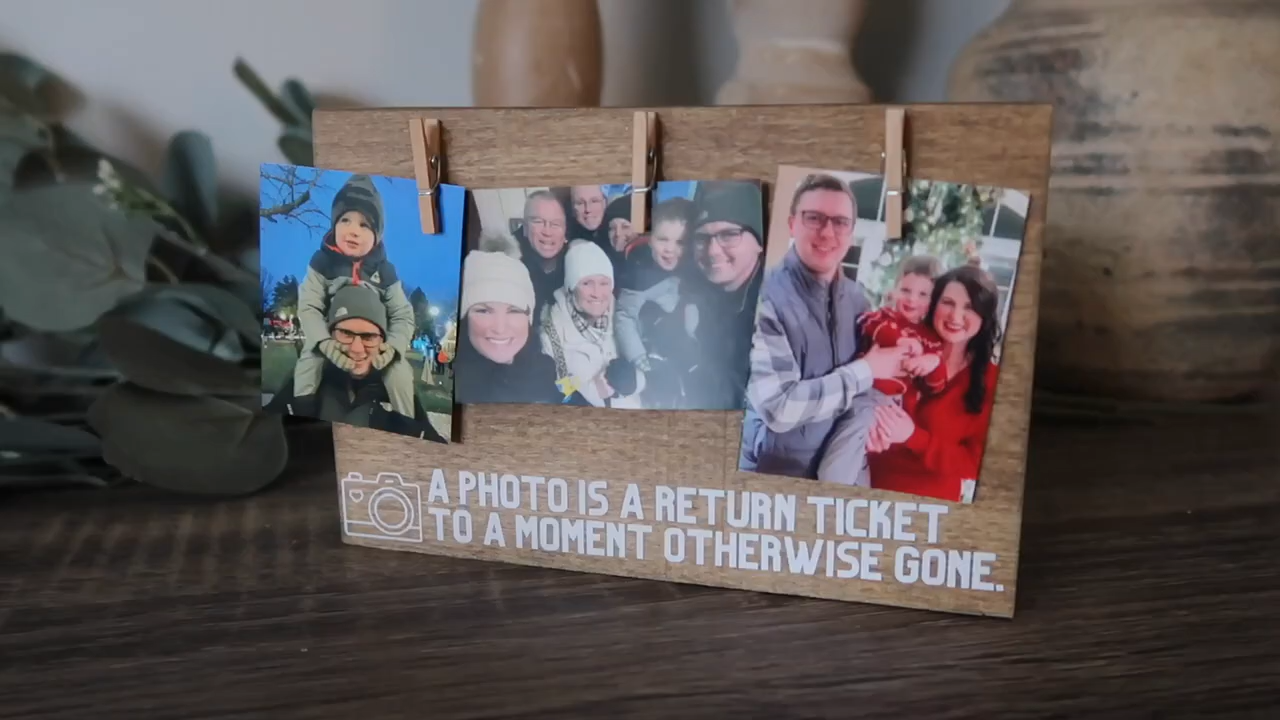 A PHOTO IS A RETURN TICKET
TO A MOMENT OTHERWISE GONE.